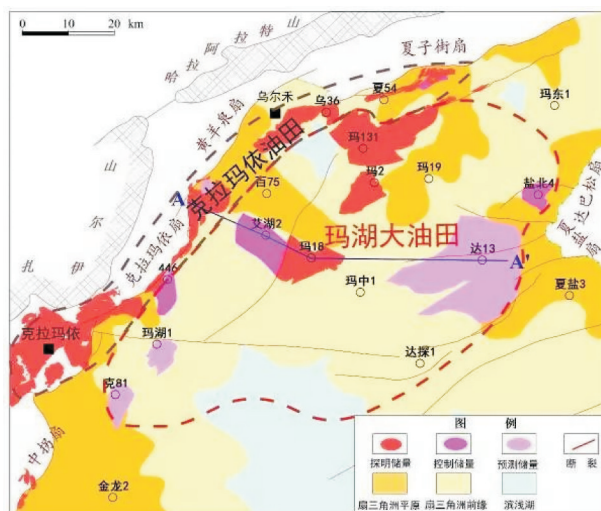 0 10 20 km
哈拉阿拉特山
夏子街扇
乌尔禾
乌36
夏54
玛东1
黄羊泉扇
克拉玛依油田
玛131
玛2
玛19
百75
盐北4
夏盐扇
达巴松扇
扎伊尔山
A
艾湖2
玛湖大油田
克拉玛依扇
玛18
达13
A'
446
玛中1
夏盐3
克拉玛依
玛湖1
达探1
克81
中拐扇
金龙2
图 例
探明储量 控制储量 预测储量 断裂
扇三角洲平原 扇三角洲前缘 滨浅湖